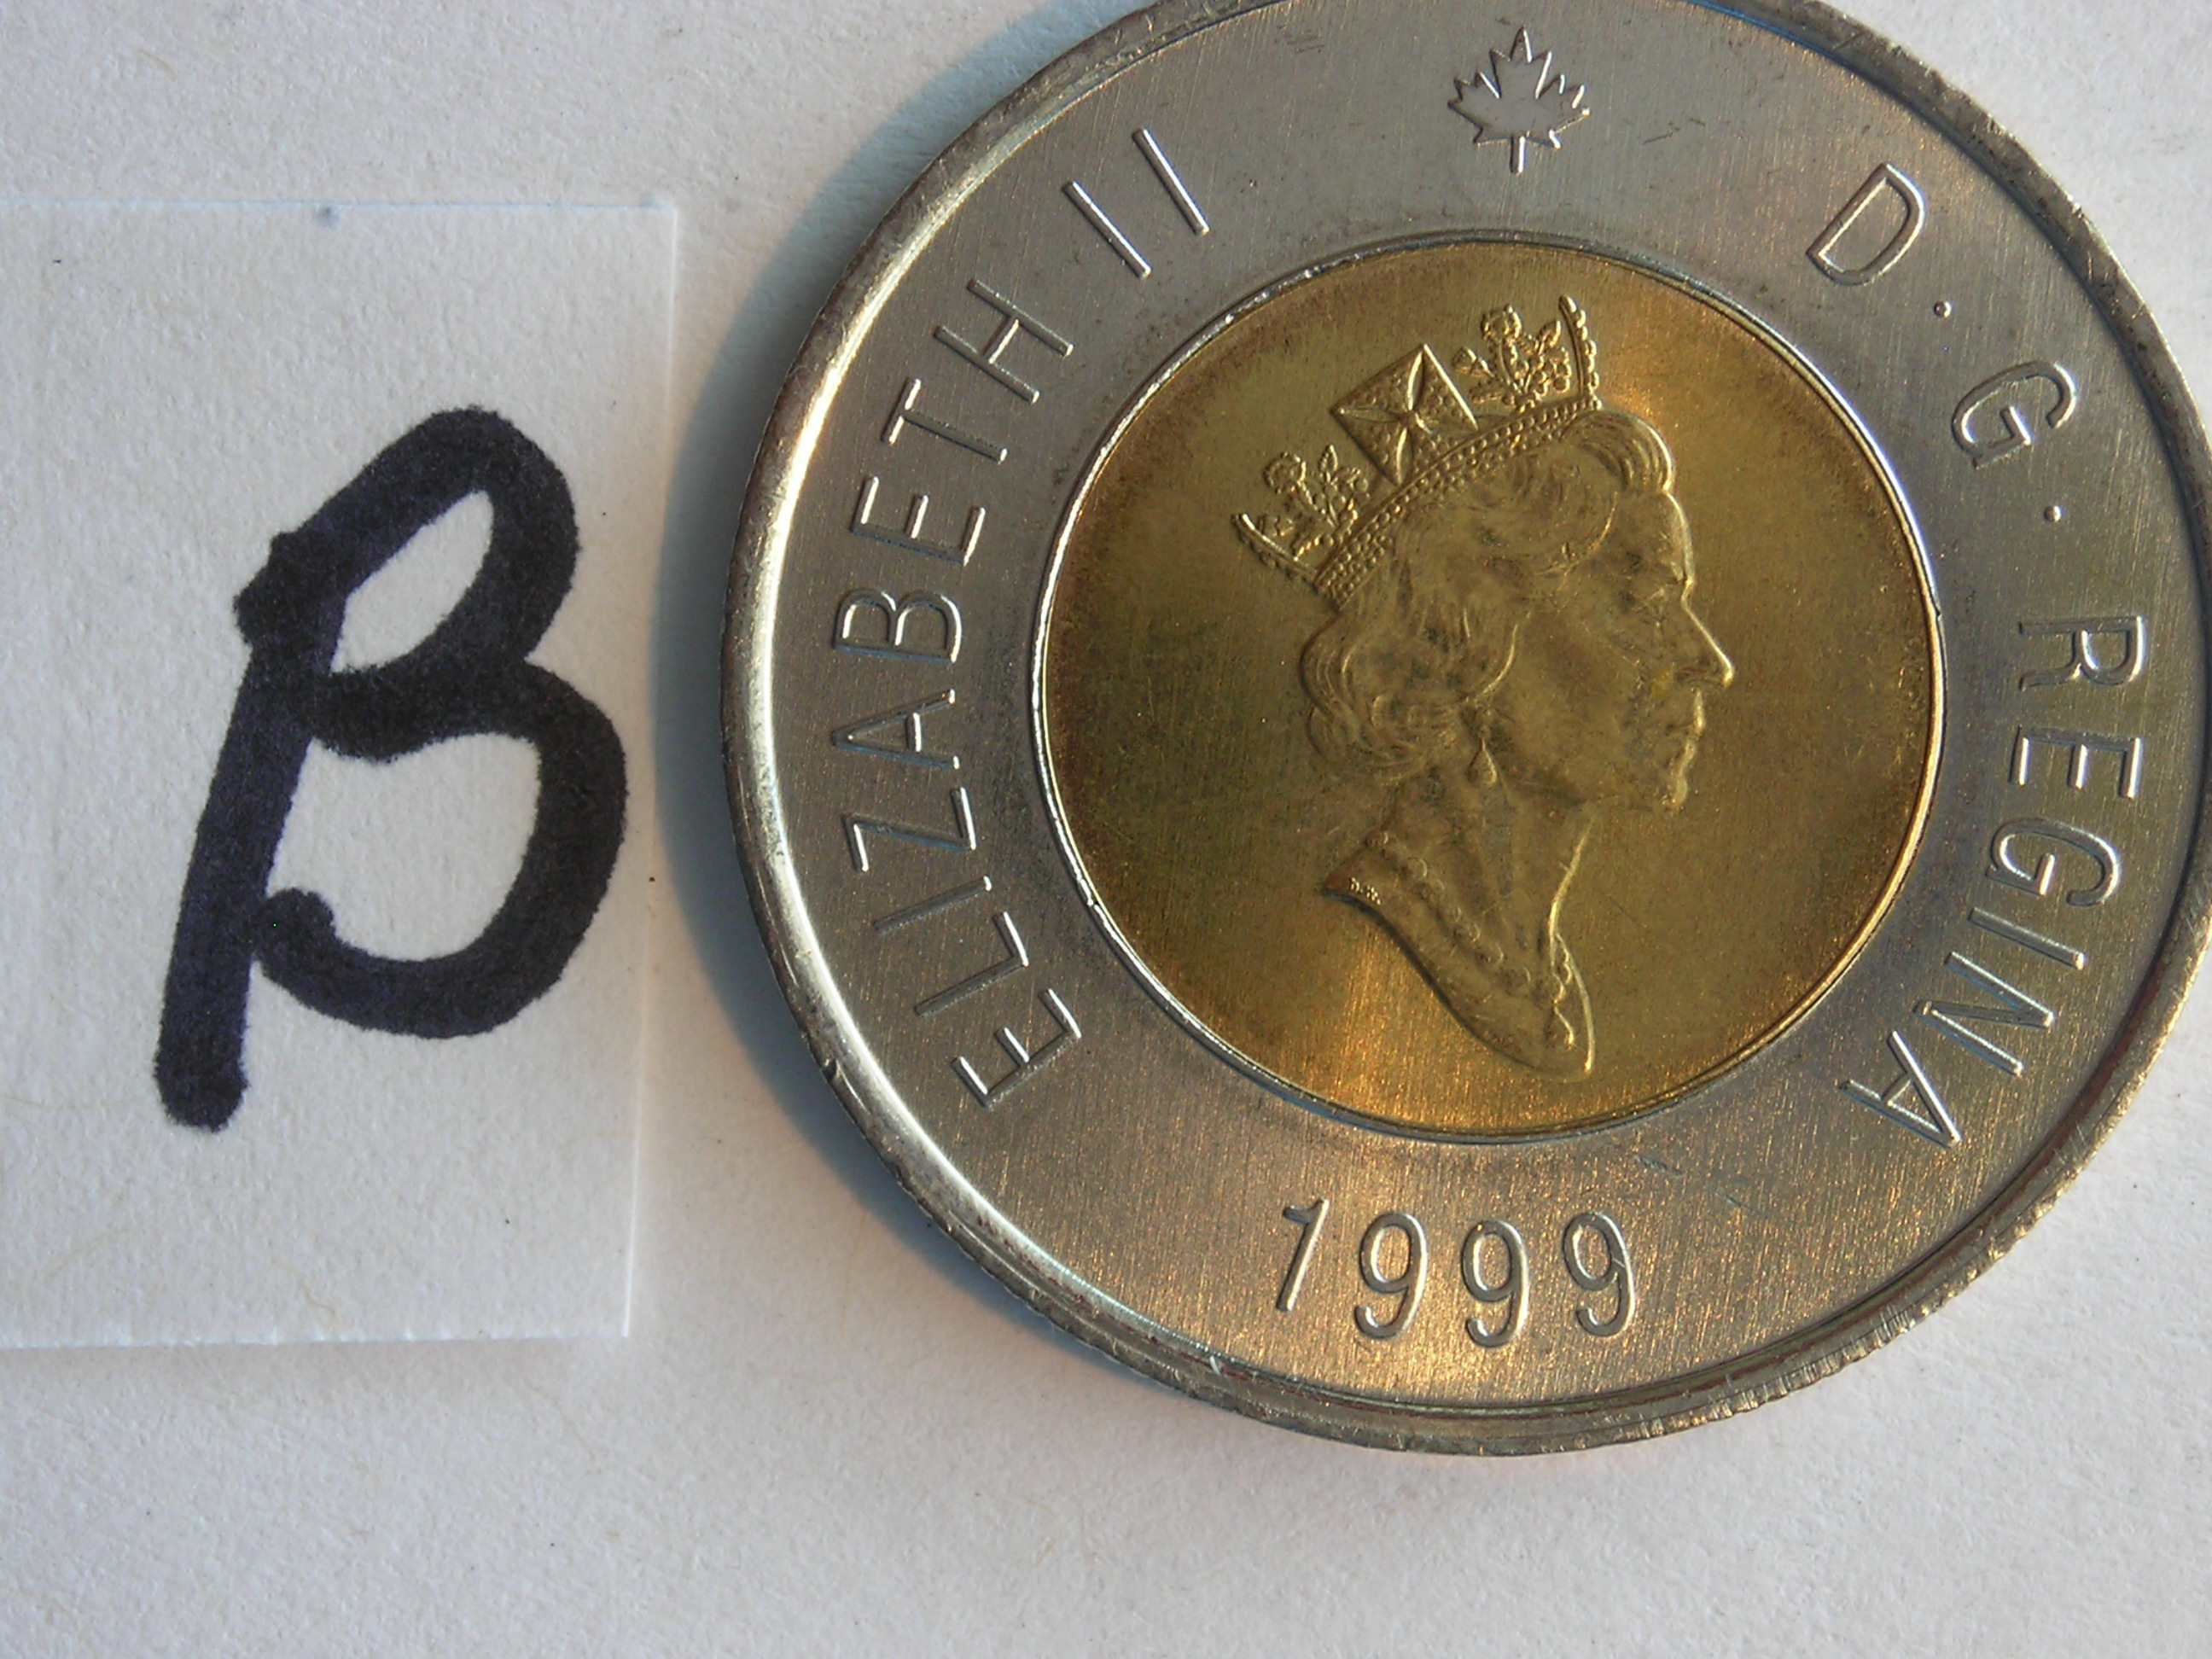 B
ELIZABETH II D·G·REGINA
1999